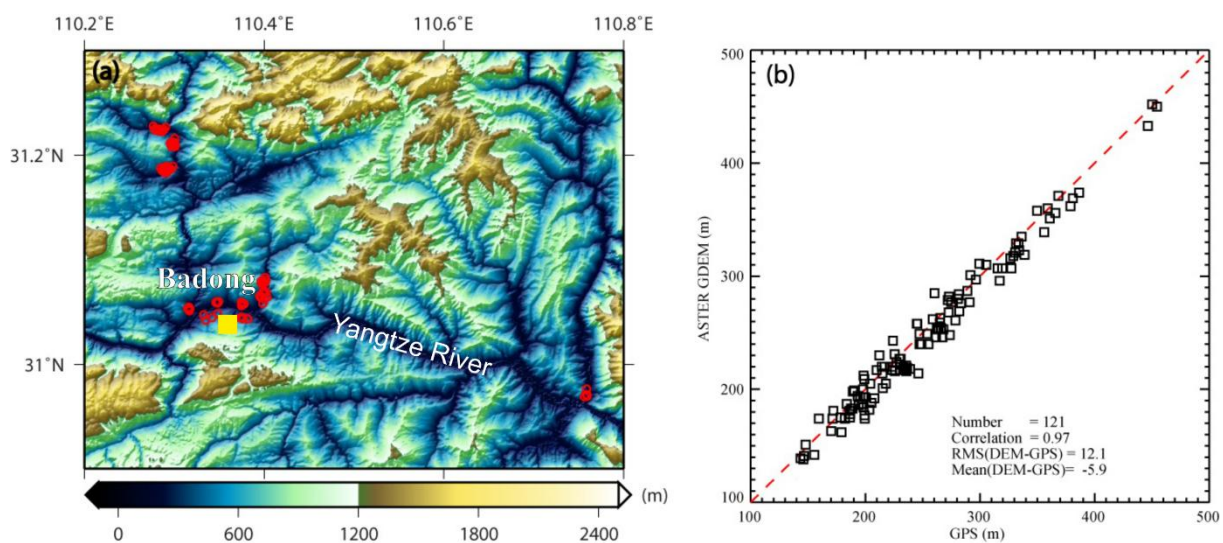 110.2°E
110.4°E
110.6°E
110.8°E
(a)
31.2°N
31°N
Badong
Yangtze River
0
600
1200
1800
2400
(m)
(b)
500
400
300
200
100
ASTER GDEM (m)
Number = 121
Correlation = 0.97
RMS(DEM-GPS) = 12.1
Mean(DEM-GPS)= -5.9
100
200
300
400
500
GPS (m)